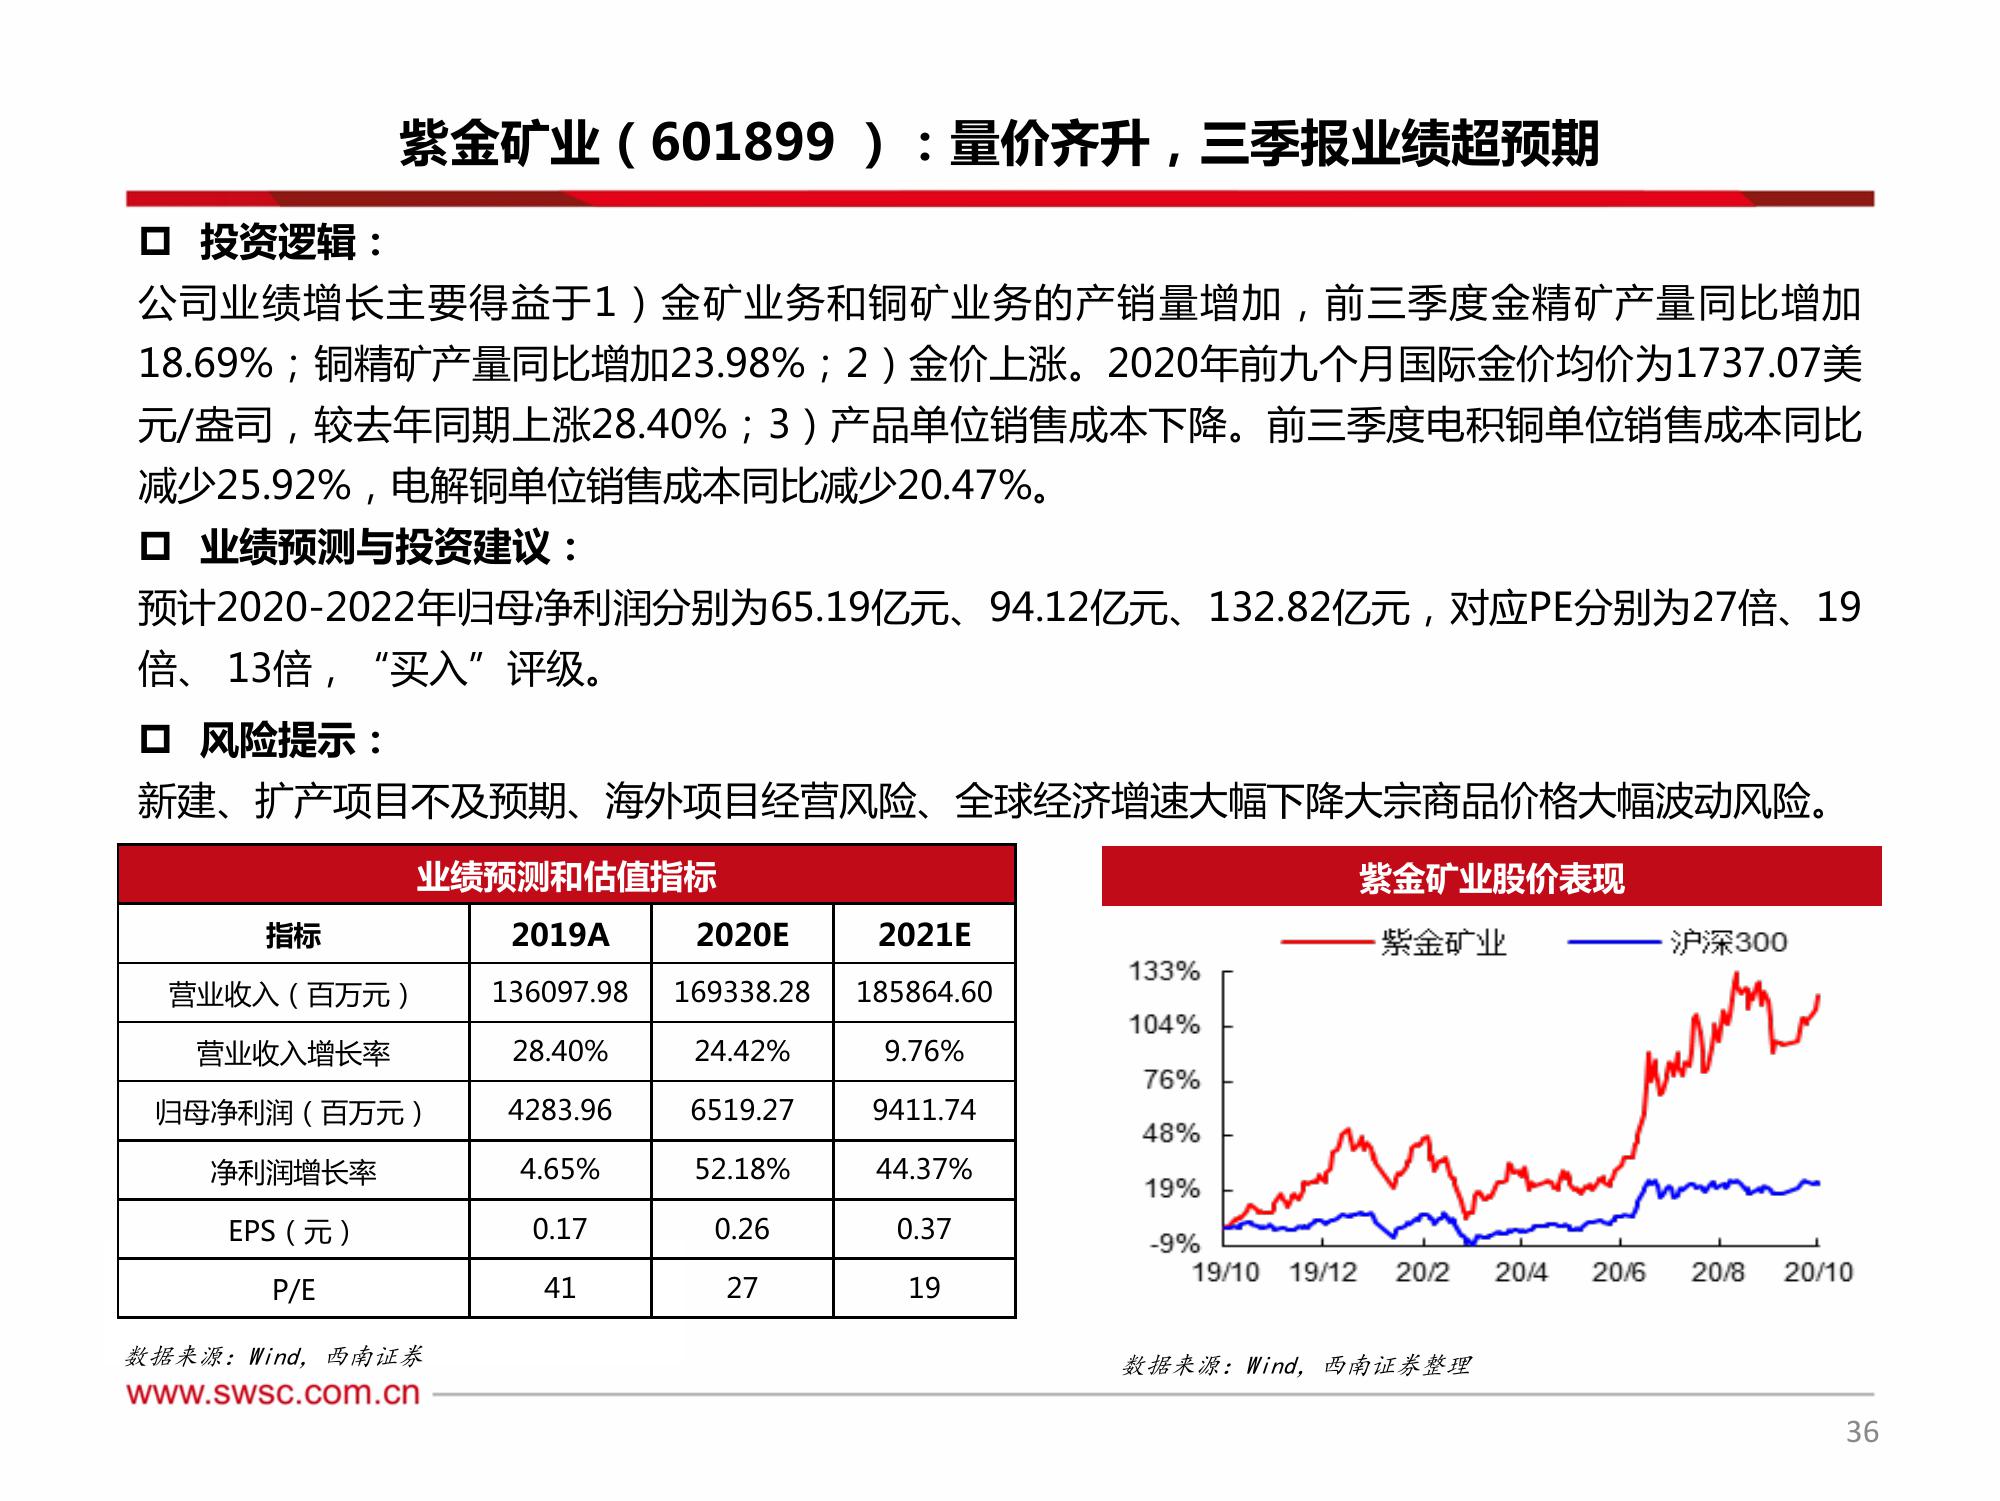 紫金矿业（601899 ）：量价齐升，三季报业绩超预期
投资逻辑：
公司业绩增长主要得益于1）金矿业务和铜矿业务的产销量增加，前三季度金精矿产量同比增加
18.69%；铜精矿产量同比增加23.98%；2）金价上涨。2020年前九个月国际金价均价为1737.07美
元/盎司，较去年同期上涨28.40%；3）产品单位销售成本下降。前三季度电积铜单位销售成本同比
减少25.92%，电解铜单位销售成本同比减少20.47%。
业绩预测与投资建议：
预计2020-2022年归母净利润分别为65.19亿元、94.12亿元、132.82亿元，对应PE分别为27倍、19
倍、 13倍，“买入”评级。
风险提示：
新建、扩产项目不及预期、海外项目经营风险、全球经济增速大幅下降大宗商品价格大幅波动风险。
业绩预测和估值指标
指标 2019A 2020E 2021E
营业收入（百万元） 136097.98 169338.28 185864.60
营业收入增长率 28.40% 24.42% 9.76%
归母净利润（百万元） 4283.96 6519.27 9411.74
净利润增长率 4.65% 52.18% 44.37%
EPS（元） 0.17 0.26 0.37
P/E 41 27 19
数据来源：Wind，西南证券
紫金矿业股价表现
紫金矿业 沪深300
133%
104%
76%
48%
19%
-9%
19/10 19/12 20/2 20/4 20/6 20/8 20/10
数据来源：Wind，西南证券整理
www.swsc.com.cn
36